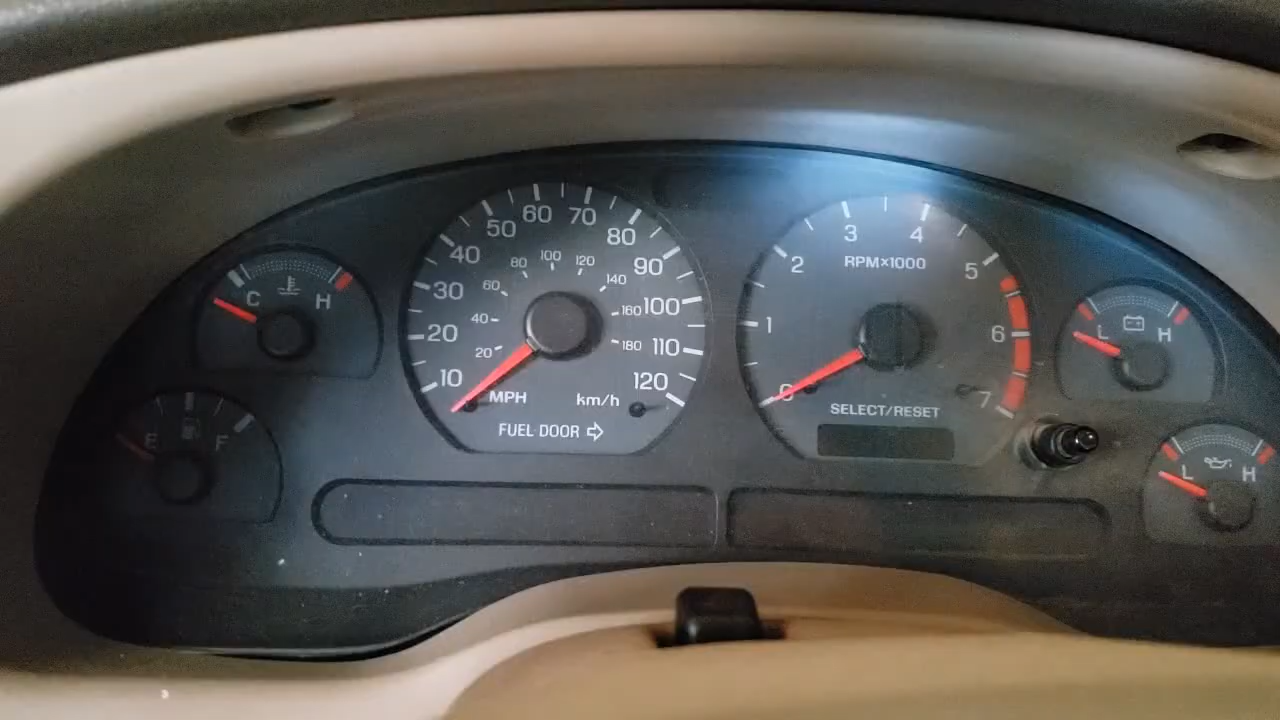 C H
E F
10 20 30 40 50 60 70 80 90 100 110 120
20 40 60 80 100 120 140 160 180
MPH km/h
FUEL DOOR
0 1 2 3 4 5 6 7
RPM×1000
SELECT/RESET
L H
L H